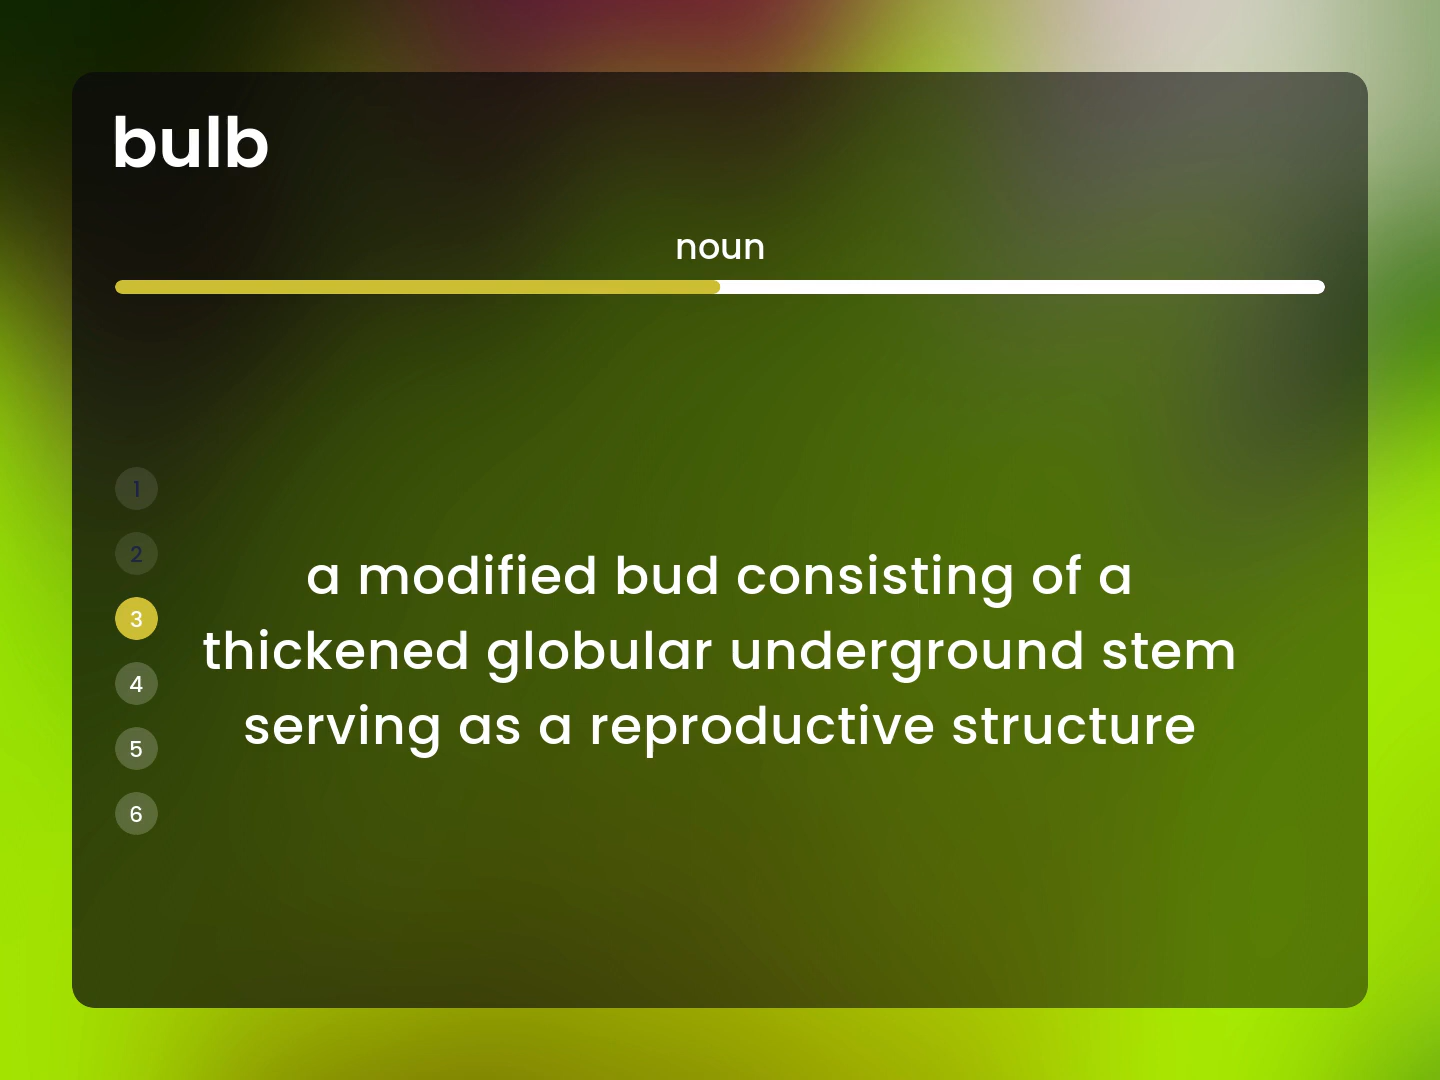 bulb
noun
1
2
3
4
5
6
a modified bud consisting of a
thickened globular underground stem
serving as a reproductive structure